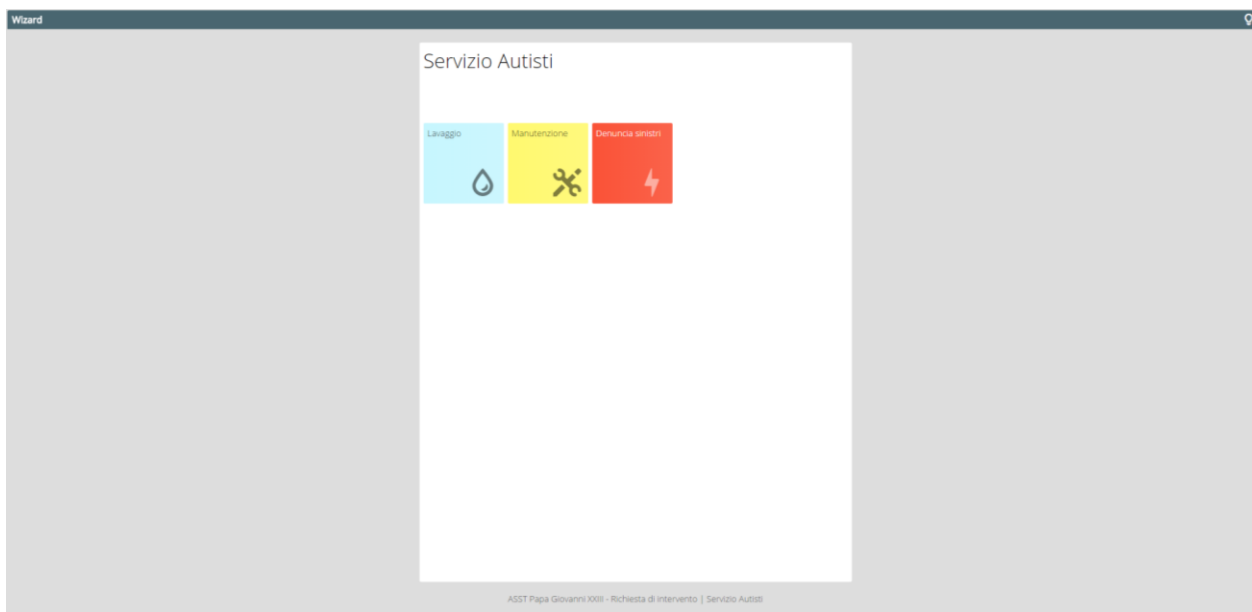 Wizard
Servizio Autisti
Lavaggio
Manutenzione
Denuncia sinistri
ASST Papa Giovanni XXIII - Richiesta di intervento | Servizio Autisti